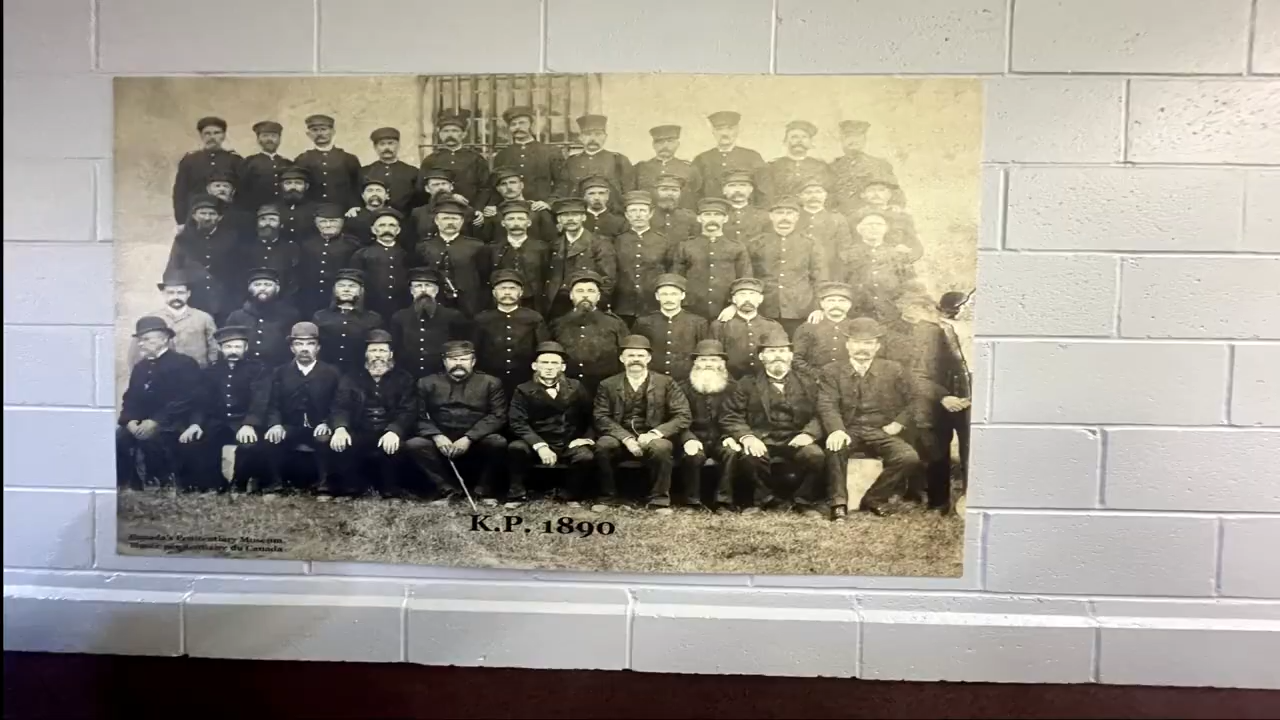 K.P. 1890
Canada's Penitentiary Museum
Musée pénitentiaire du Canada